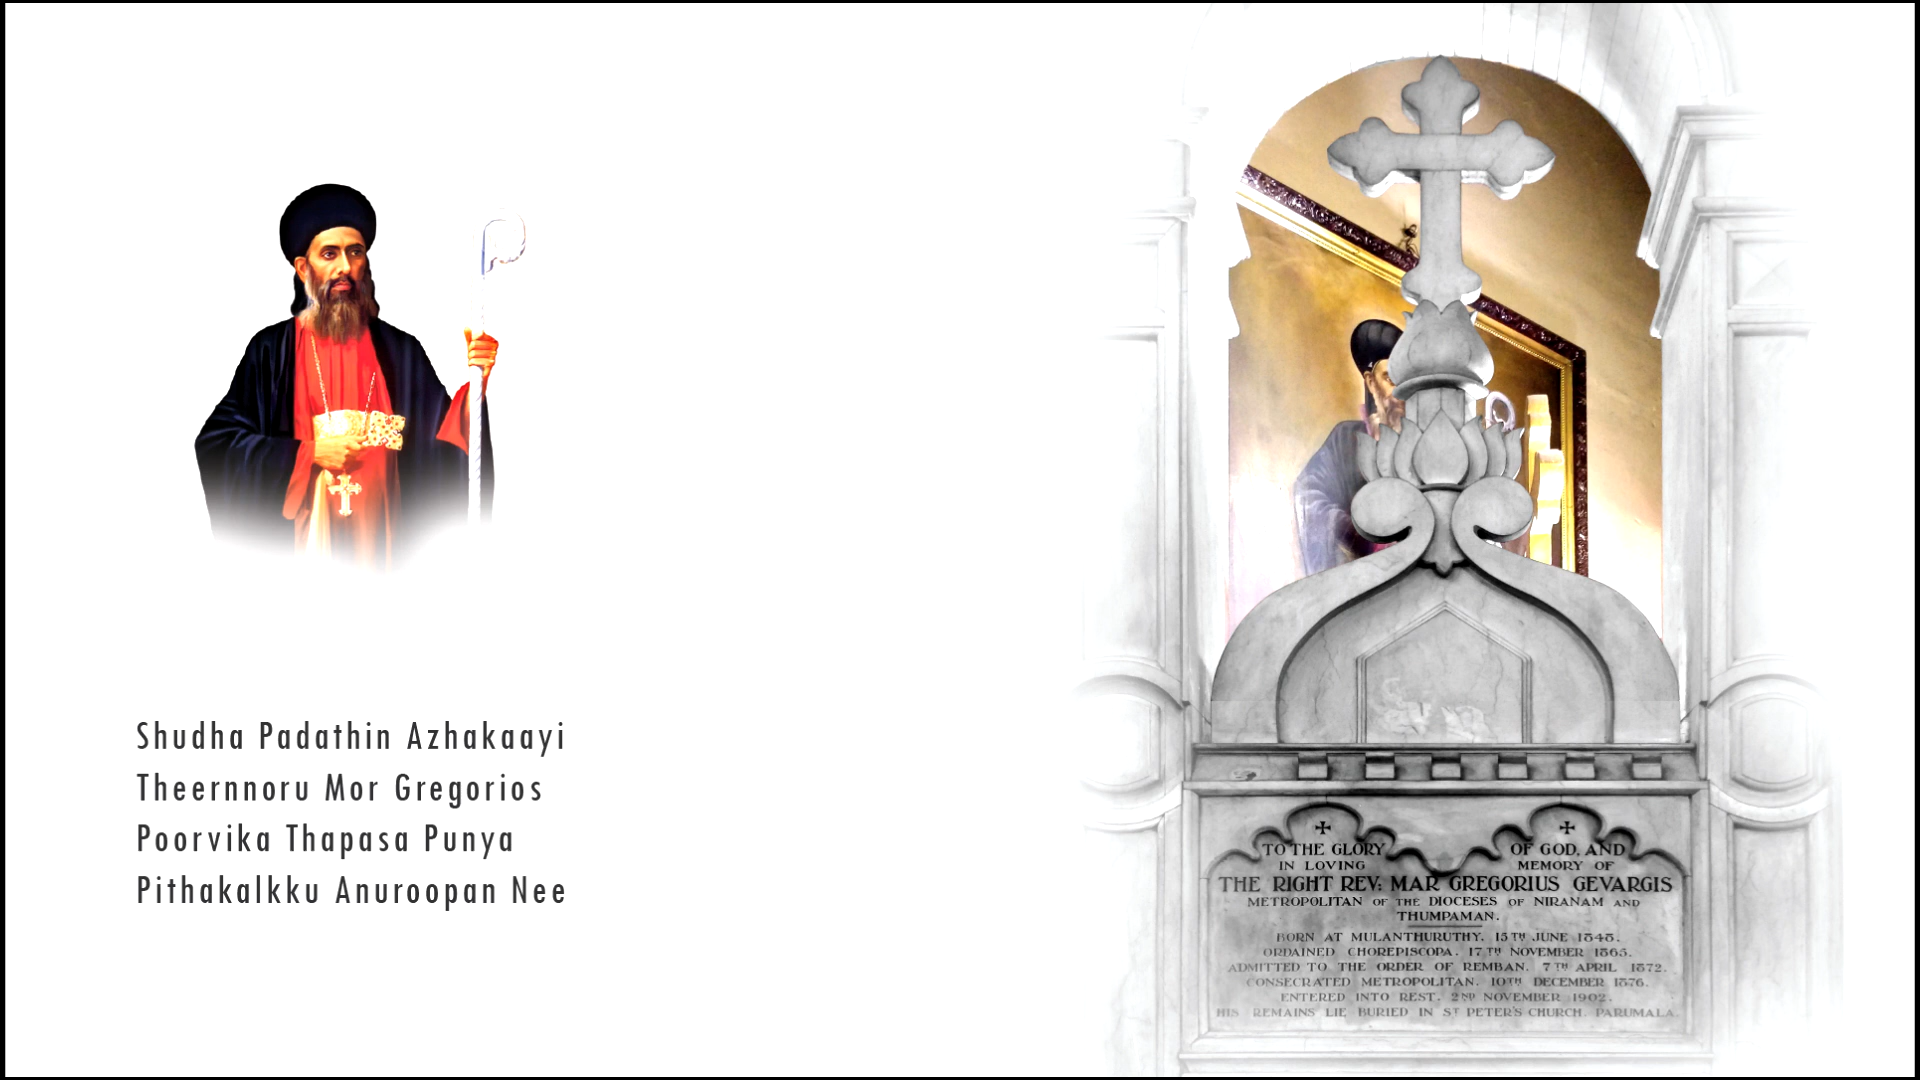 Shudha Padathin Azhakaayi
Theernnoru Mor Gregorios
Poorvika Thapasa Punya
Pithakalkku Anuroopan Nee
TO THE GLORY OF GOD, AND
IN LOVING MEMORY OF
THE RIGHT REV: MAR GREGORIUS GEVARGIS
METROPOLITAN OF THE DIOCESES OF NIRANAM AND
THUMPAMAN.
BORN AT MULANTHURUTHY. 15TH JUNE 1848.
ORDAINED CHOREPISCOPA. 17TH NOVEMBER 1865.
ADMITTED TO THE ORDER OF REMBAN. 7TH APRIL 1872.
CONSECRATED METROPOLITAN. 10TH DECEMBER 1876.
ENTERED INTO REST. 2ND NOVEMBER 1902.
HIS REMAINS LIE BURIED IN ST PETER'S CHURCH. PARUMALA.